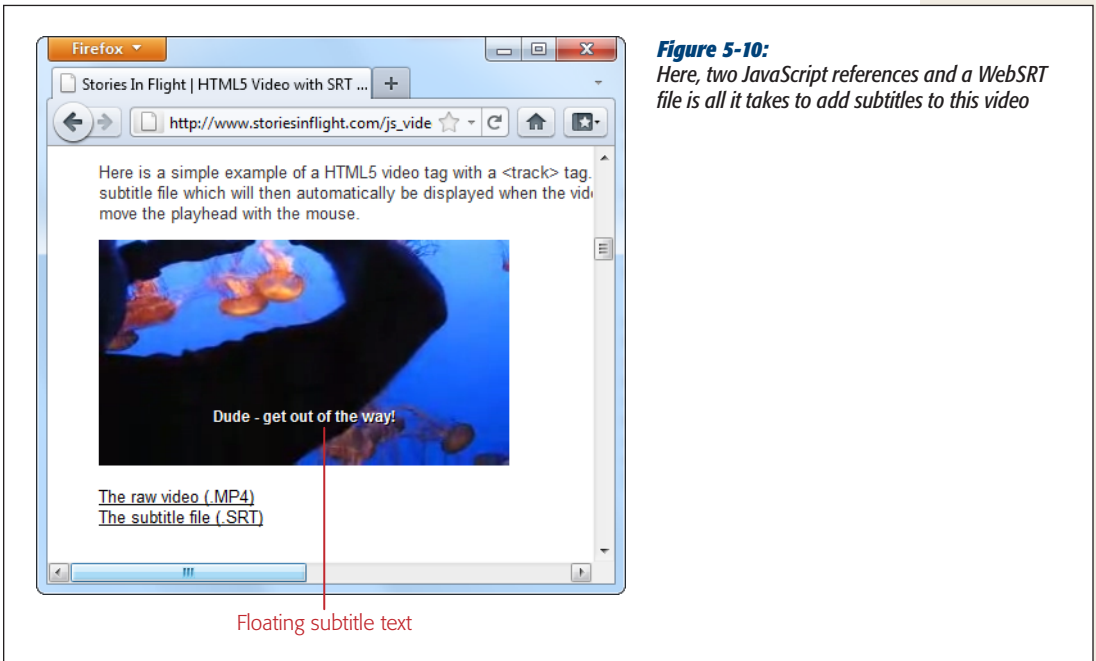 Firefox
Stories In Flight | HTML5 Video with SRT ...
http://www.storiesinflight.com/js_vide
Here is a simple example of a HTML5 video tag with a <track> tag.
subtitle file which will then automatically be displayed when the vide
move the playhead with the mouse.
Dude - get out of the way!
The raw video (.MP4)
The subtitle file (.SRT)
Floating subtitle text
Figure 5-10:
Here, two JavaScript references and a WebSRT
file is all it takes to add subtitles to this video